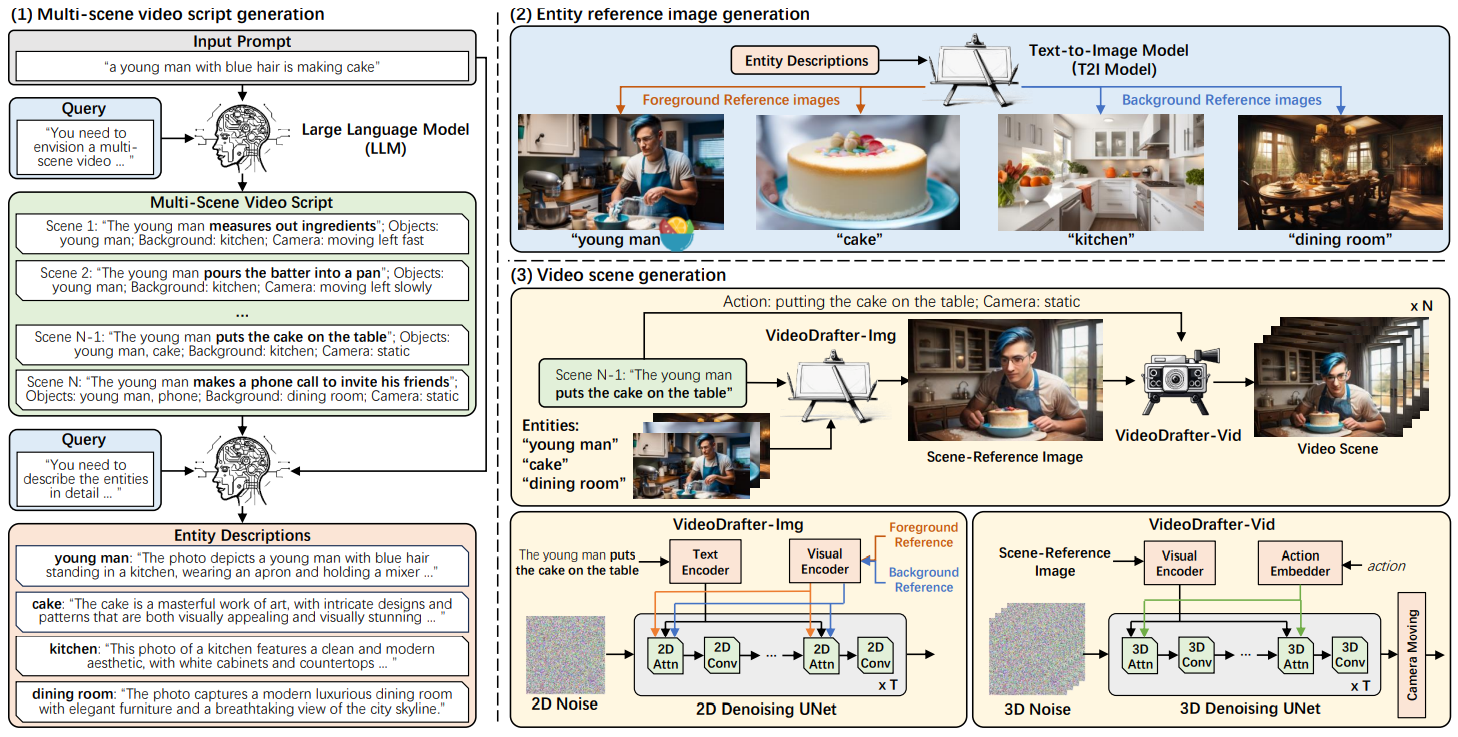 (1) Multi-scene video script generation
Input Prompt
“a young man with blue hair is making cake”
Query
“You need to
envision a multi-
scene video ... ”
Large Language Model
(LLM)
Multi-Scene Video Script
Scene 1: “The young man measures out ingredients”; Objects:
young man; Background: kitchen; Camera: moving left fast
Scene 2: “The young man pours the batter into a pan”; Objects:
young man; Background: kitchen; Camera: moving left slowly
...
Scene N-1: “The young man puts the cake on the table”; Objects:
young man, cake; Background: kitchen; Camera: static
Scene N: “The young man makes a phone call to invite his friends”;
Objects: young man, phone; Background: dining room; Camera: static
Query
“You need to
describe the entities
in detail ... ”
Entity Descriptions
young man: “The photo depicts a young man with blue hair
standing in a kitchen, wearing an apron and holding a mixer ...”
cake: “The cake is a masterful work of art, with intricate designs and
patterns that are both visually appealing and visually stunning ... ”
kitchen: “This photo of a kitchen features a clean and modern
aesthetic, with white cabinets and countertops ... ”
dining room: “The photo captures a modern luxurious dining room
with elegant furniture and a breathtaking view of the city skyline.”
(2) Entity reference image generation
Entity Descriptions
Text-to-Image Model
(T2I Model)
Foreground Reference images
Background Reference images
“young man
“cake”
“kitchen”
“dining room”
(3) Video scene generation
Action: putting the cake on the table; Camera: static
x N
VideoDrafter-Img
Scene N-1: “The young man
puts the cake on the table”
Entities:
“young man”
“cake”
“dining room”
Scene-Reference Image
VideoDrafter-Vid
Video Scene
VideoDrafter-Img
The young man puts
the cake on the table
Text
Encoder
Visual
Encoder
Foreground
Reference
Background
Reference
2D
Attn
2D
Conv
...
2D
Attn
2D
Conv
x T
2D Noise
2D Denoising UNet
VideoDrafter-Vid
Scene-Reference
Image
Visual
Encoder
Action
Embedder
action
3D
Attn
3D
Conv
...
3D
Attn
3D
Conv
x T
Camera Moving
3D Noise
3D Denoising UNet